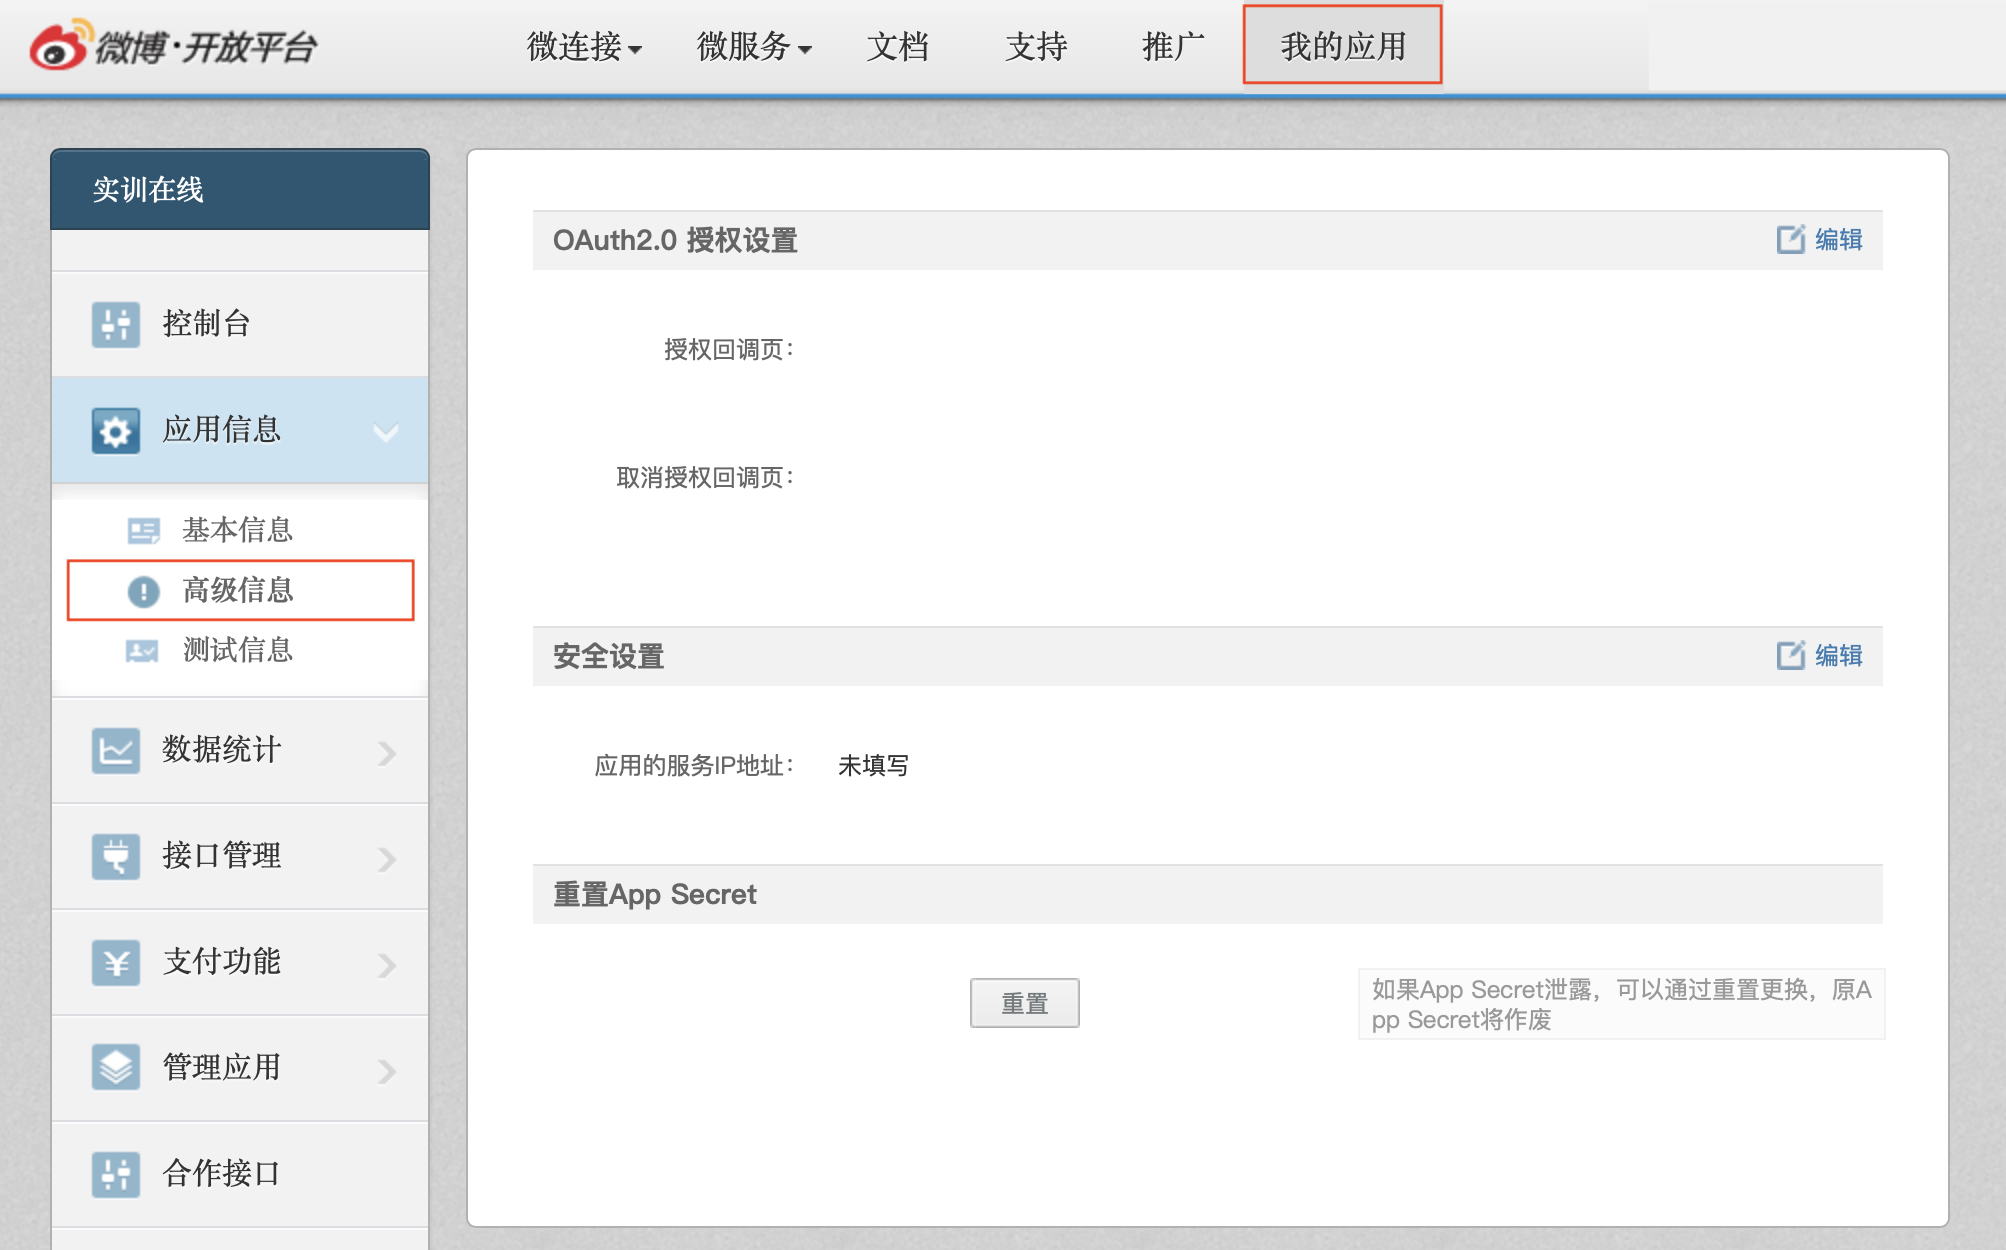 微博·开放平台
微连接
微服务
文档
支持
推广
我的应用
实训在线
控制台
应用信息
基本信息
高级信息
测试信息
数据统计
接口管理
支付功能
管理应用
合作接口
OAuth2.0 授权设置
编辑
授权回调页：
取消授权回调页：
安全设置
编辑
应用的服务IP地址： 未填写
重置App Secret
重置
如果App Secret泄露，可以通过重置更换，原A
pp Secret将作废